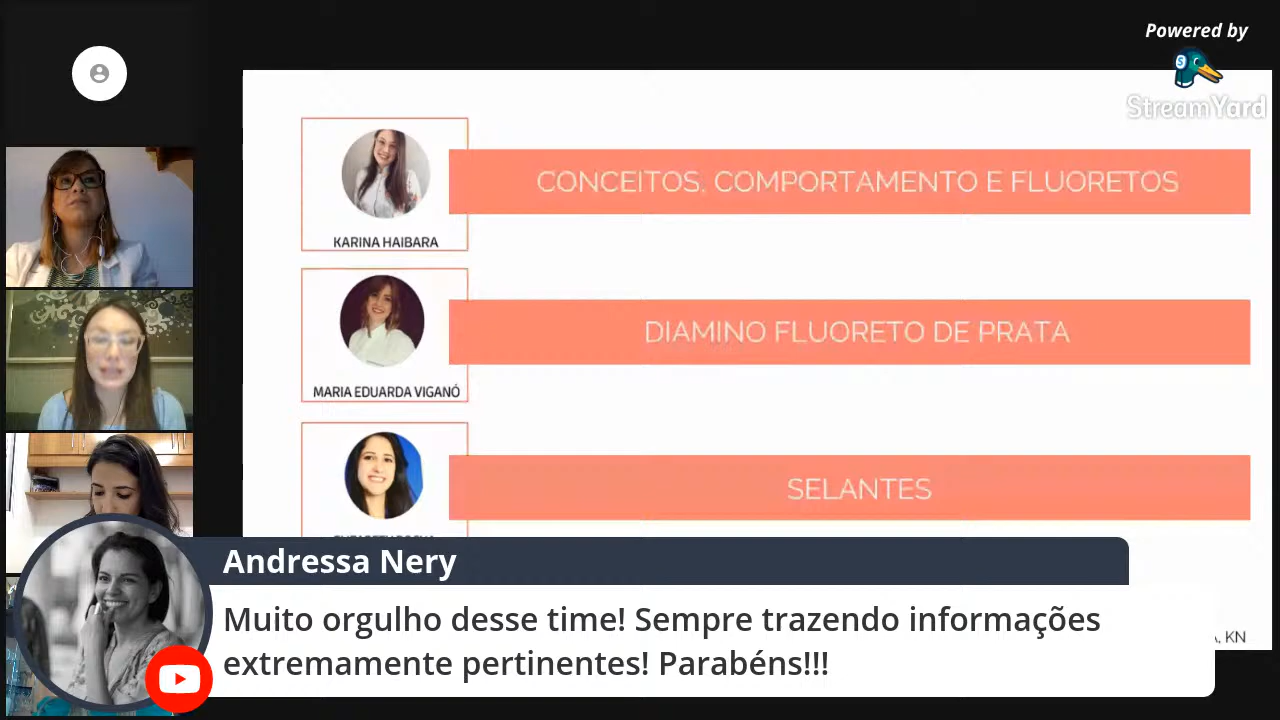 Powered by
StreamYard
CONCEITOS, COMPORTAMENTO E FLUORETOS
KARINA HAIBARA
DIAMINO FLUORETO DE PRATA
MARIA EDUARDA VIGANÓ
SELANTES
Andressa Nery
Muito orgulho desse time! Sempre trazendo informações
extremamente pertinentes! Parabéns!!!
KN